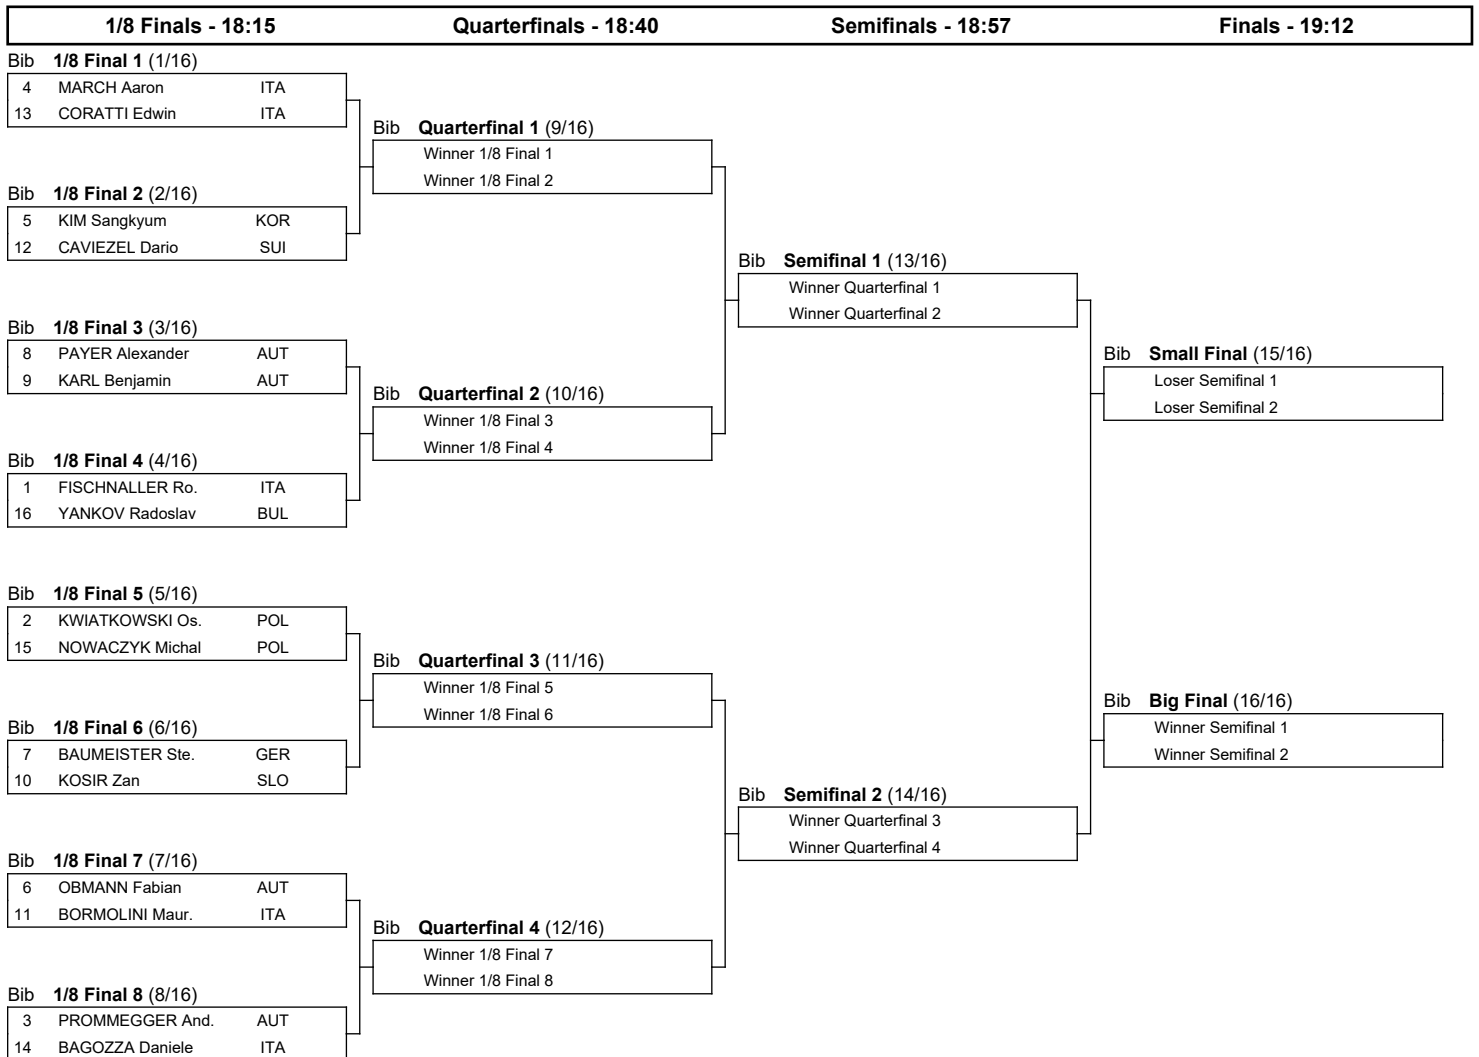 1/8 Finals - 18:15 Quarterfinals - 18:40 Semifinals - 18:57 Finals - 19:12
Bib 1/8 Final 1 (1/16)
4 MARCH Aaron ITA
13 CORATTI Edwin ITA
Bib 1/8 Final 2 (2/16)
5 KIM Sangkyum KOR
12 CAVIEZEL Dario SUI
Bib 1/8 Final 3 (3/16)
8 PAYER Alexander AUT
9 KARL Benjamin AUT
Bib 1/8 Final 4 (4/16)
1 FISCHNALLER Ro. ITA
16 YANKOV Radoslav BUL
Bib 1/8 Final 5 (5/16)
2 KWIATKOWSKI Os. POL
15 NOWACZYK Michal POL
Bib 1/8 Final 6 (6/16)
7 BAUMEISTER Ste. GER
10 KOSIR Zan SLO
Bib 1/8 Final 7 (7/16)
6 OBMANN Fabian AUT
11 BORMOLINI Maur. ITA
Bib 1/8 Final 8 (8/16)
3 PROMMEGGER And. AUT
14 BAGOZZA Daniele ITA
Bib Quarterfinal 1 (9/16)
Winner 1/8 Final 1
Winner 1/8 Final 2
Bib Quarterfinal 2 (10/16)
Winner 1/8 Final 3
Winner 1/8 Final 4
Bib Quarterfinal 3 (11/16)
Winner 1/8 Final 5
Winner 1/8 Final 6
Bib Quarterfinal 4 (12/16)
Winner 1/8 Final 7
Winner 1/8 Final 8
Bib Semifinal 1 (13/16)
Winner Quarterfinal 1
Winner Quarterfinal 2
Bib Semifinal 2 (14/16)
Winner Quarterfinal 3
Winner Quarterfinal 4
Bib Small Final (15/16)
Loser Semifinal 1
Loser Semifinal 2
Bib Big Final (16/16)
Winner Semifinal 1
Winner Semifinal 2